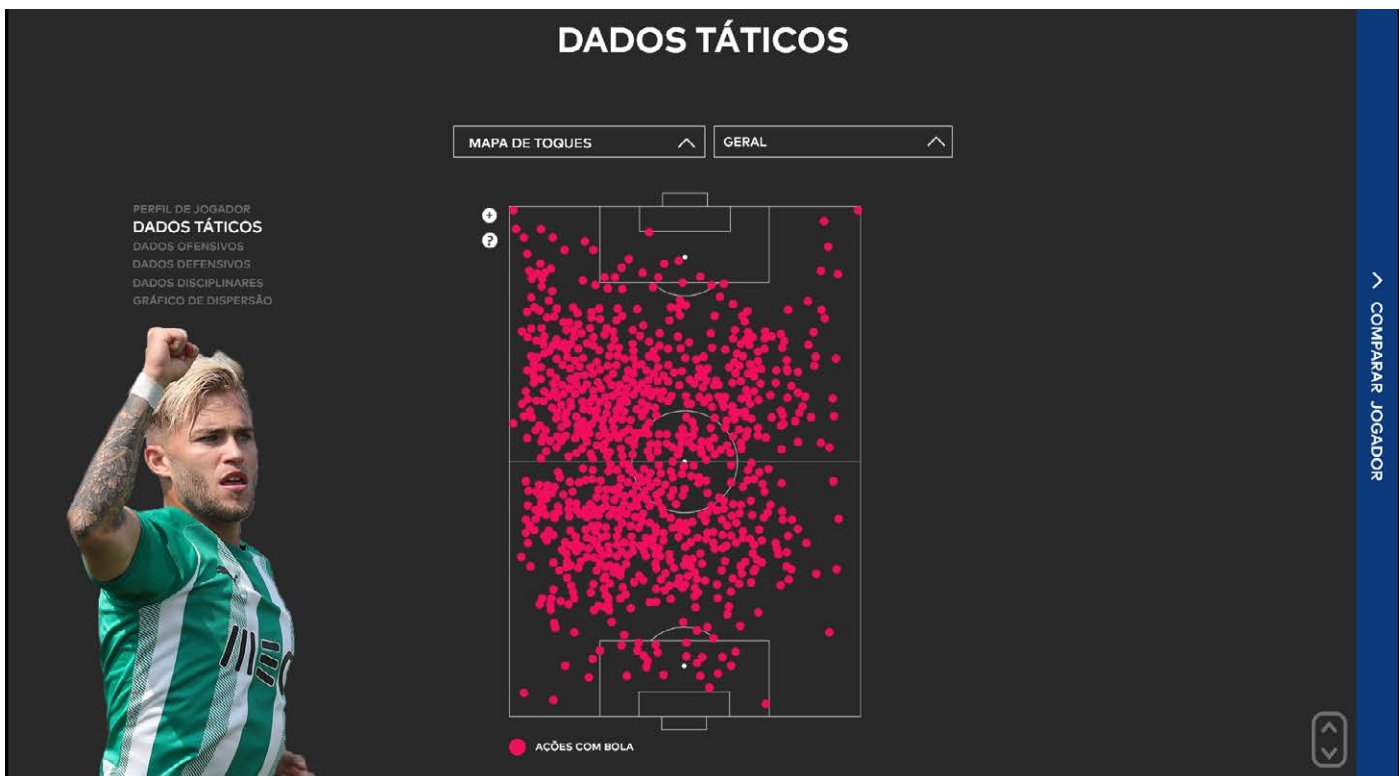 DADOS TÁTICOS
MAPA DE TOQUES
GERAL
PERFIL DE JOGADOR
DADOS TÁTICOS
DADOS OFENSIVOS
DADOS DEFENSIVOS
DADOS DISCIPLINARES
GRÁFICO DE DISPERSÃO
+
?
COMPARAR JOGADOR
MEO
AÇÕES COM BOLA